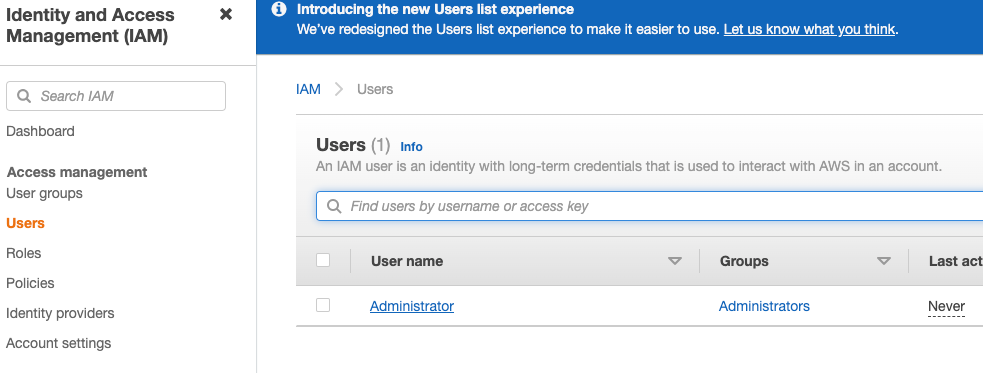 Identity and Access
Management (IAM)
Search IAM
Dashboard
Access management
User groups
Users
Roles
Policies
Identity providers
Account settings
Introducing the new Users list experience
We've redesigned the Users list experience to make it easier to use. Let us know what you think.
IAM > Users
Users (1) Info
An IAM user is an identity with long-term credentials that is used to interact with AWS in an account.
Find users by username or access key
User name Groups Last act
Administrator Administrators Never